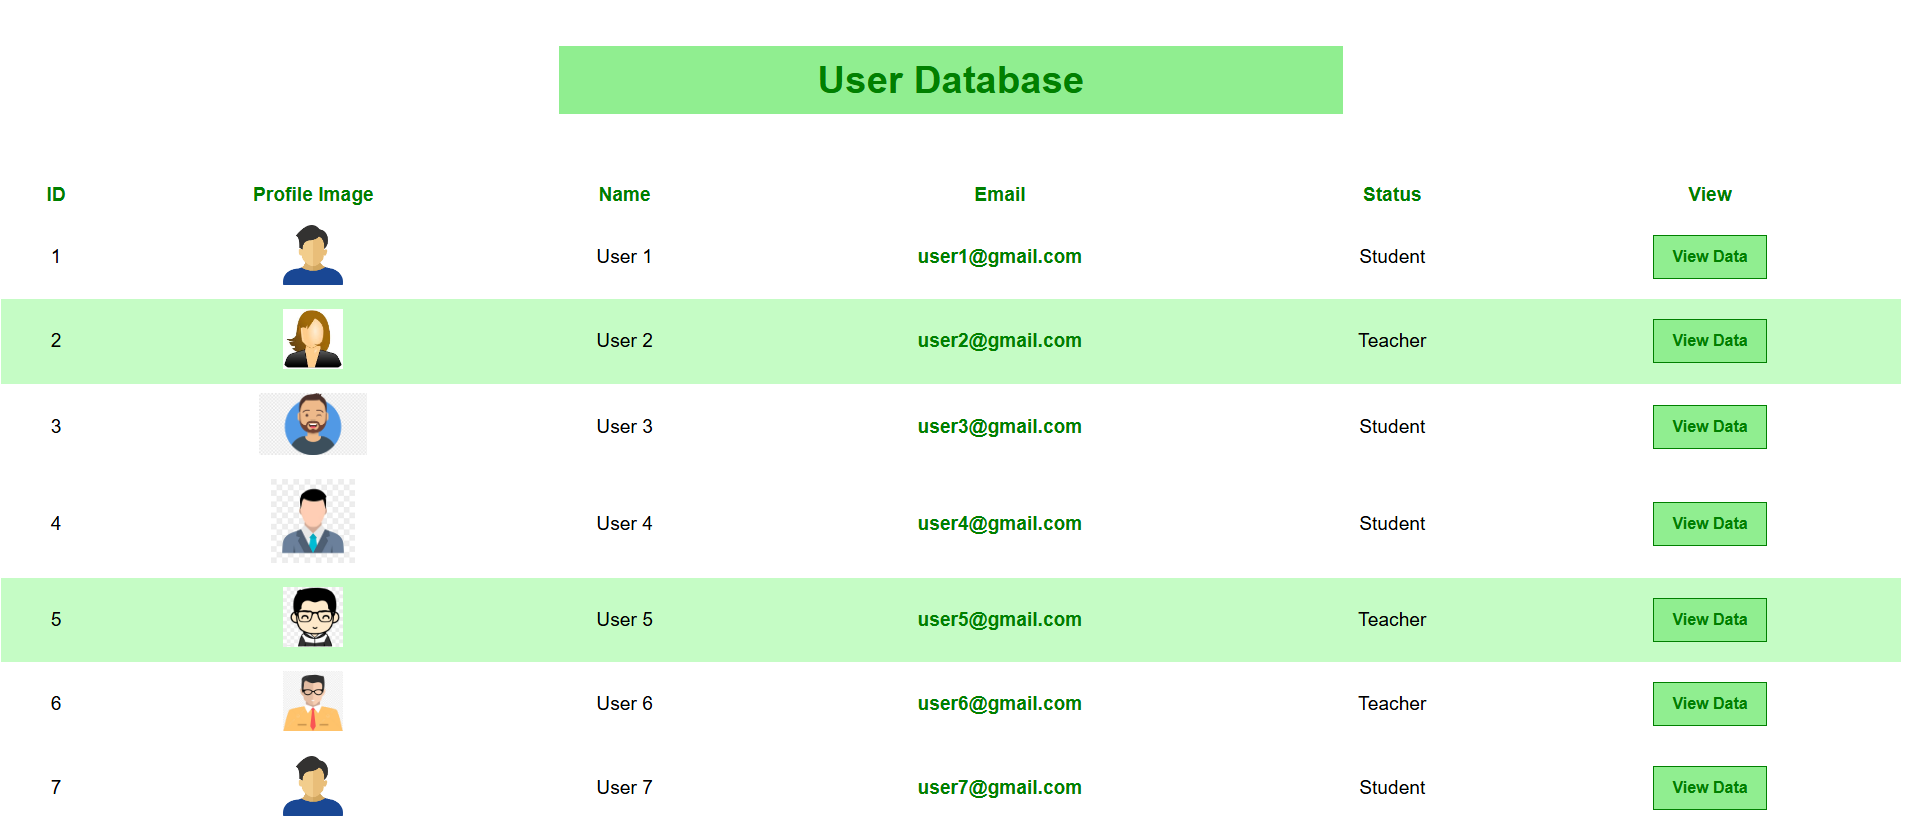 User Database
ID Profile Image Name Email Status View
1 User 1 user1@gmail.com Student View Data
2 User 2 user2@gmail.com Teacher View Data
3 User 3 user3@gmail.com Student View Data
4 User 4 user4@gmail.com Student View Data
5 User 5 user5@gmail.com Teacher View Data
6 User 6 user6@gmail.com Teacher View Data
7 User 7 user7@gmail.com Student View Data